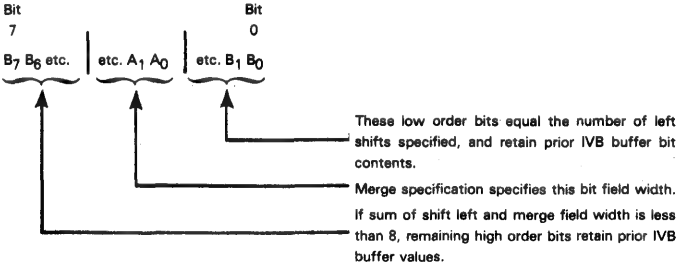 Bit Bit
7 0
B7 B6 etc. etc. A1 A0 etc. B1 B0
These low order bits equal the number of left
shifts specified, and retain prior IVB buffer bit
contents.
Merge specification specifies this bit field width.
If sum of shift left and merge field width is less
than 8, remaining high order bits retain prior IVB
buffer values.